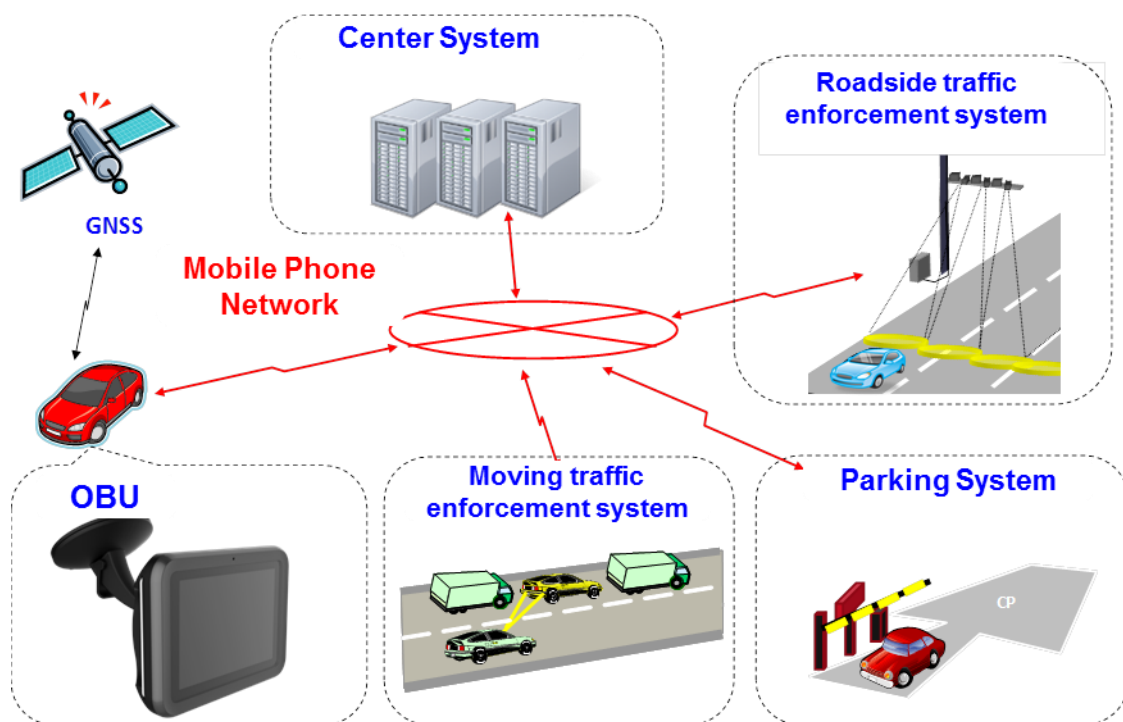 Center System
Roadside traffic
enforcement system
GNSS
Mobile Phone
Network
OBU
Moving traffic
enforcement system
Parking System
CP